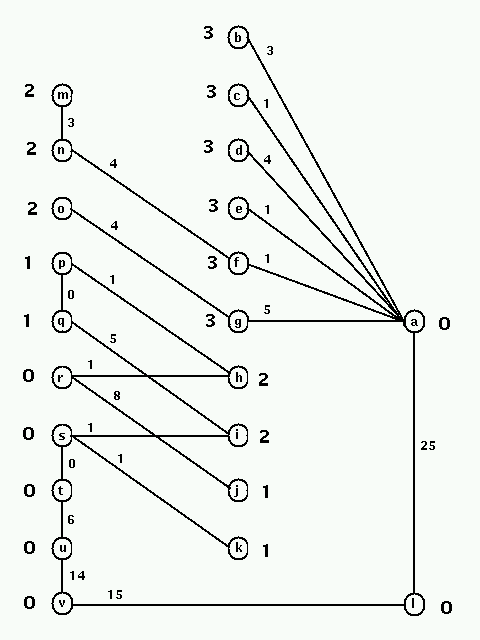 3 b 3
2 m 3 c 1
3
2 n 4 3 d 4
2 o 4 3 e 1
1 p 1 3 f 1
0
1 q 5 3 g 5 a 0
0 r 1 h 2
8
0 s 1 i 2 25
0 1
0 t j 1
6
0 u k 1
14
0 v 15 l 0